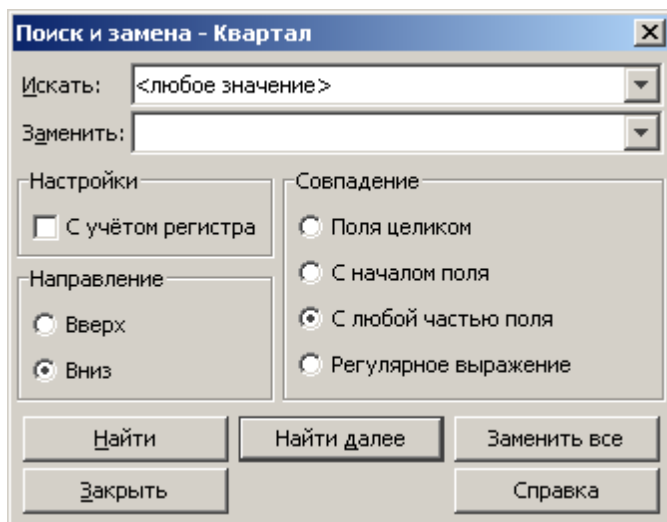 Поиск и замена - Квартал
Искать: <любое значение>
Заменить:
Настройки
С учётом регистра
Направление
Вверх
Вниз
Совпадение
Поля целиком
С началом поля
С любой частью поля
Регулярное выражение
Найти Найти далее Заменить все
Закрыть Справка